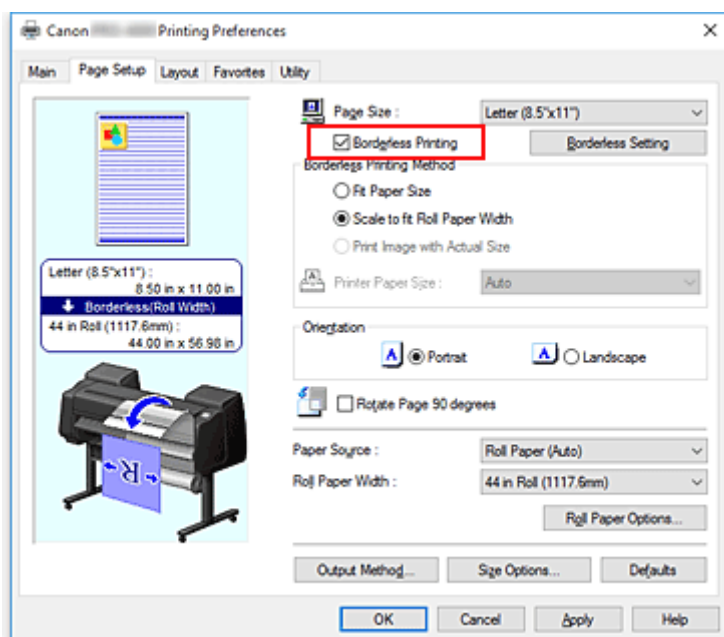 Canon Printing Preferences
Main Page Setup Layout Favorites Utility
Page Size : Letter (8.5"x11")
Borderless Printing Borderless Setting
Borderless Printing Method
Fit Paper Size
Scale to fit Roll Paper Width
Print Image with Actual Size
Printer Paper Size : Auto
Letter (8.5"x11") :
8.50 in x 11.00 in
Borderless(Roll Width)
44 in Roll (1117.6mm) :
44.00 in x 56.98 in
Orientation
A Portrait A Landscape
Rotate Page 90 degrees
R
Paper Source : Roll Paper (Auto)
Roll Paper Width : 44 in Roll (1117.6mm)
Roll Paper Options...
Output Method... Size Options... Defaults
OK Cancel Apply Help